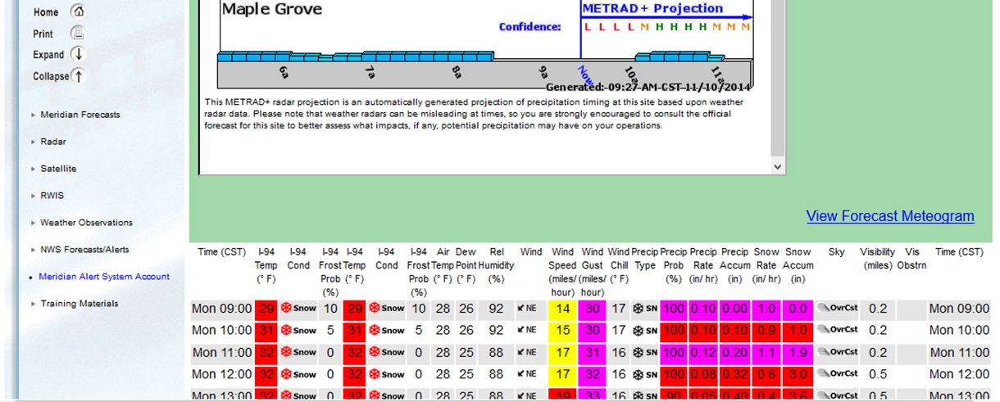 Home
Print
Expand
Collapse
Meridian Forecasts
Radar
Satellite
RWIS
Weather Observations
NWS Forecasts/Alerts
Meridian Alert System Account
Training Materials
Maple Grove
METRAD+ Projection
Confidence: L L L L M H H H H M M M
6a 7a 8a 9a Now 10a 11a
Generated:-09:27-AM-CST-11/10/2014
This METRAD+ radar projection is an automatically generated projection of precipitation timing at this site based upon weather
radar data. Please note that weather radars can be misleading at times, so you are strongly encouraged to consult the official
forecast for this site to better assess what impacts, if any, potential precipitation may have on your operations.
View Forecast Meteogram
Time (CST) I-94 I-94 I-94 I-94 I-94 I-94 Air Dew Rel Wind Wind Wind Wind Precip Precip Precip Precip Snow Snow Sky Visibility Vis Time (CST)
Temp Cond Frost Temp Cond Frost Temp Point Humidity Speed Gust Chill Type Prob Rate Accum Rate Accum (miles) Obstrn
(° F) Prob (° F) Prob (° F) (° F) (%) (miles/ (miles/ (° F) (%) (in/ hr) (in) (in/ hr) (in)
(%) (%) hour) hour)
Mon 09:00 29 Snow 10 29 Snow 10 28 26 92 NE 14 30 17 SN 100 0.10 0.00 1.0 0.0 OvrCst 0.2 Mon 09:00
Mon 10:00 31 Snow 5 31 Snow 5 28 26 92 NE 15 30 17 SN 100 0.10 0.10 0.9 1.0 OvrCst 0.2 Mon 10:00
Mon 11:00 32 Snow 0 32 Snow 0 28 25 88 NE 17 31 16 SN 100 0.12 0.20 1.1 1.9 OvrCst 0.2 Mon 11:00
Mon 12:00 32 Snow 0 32 Snow 0 28 25 88 NE 17 32 16 SN 100 0.08 0.32 0.6 3.0 OvrCst 0.5 Mon 12:00
Mon 13:00 32 Snow 0 32 Snow 0 28 25 88 NE 19 33 16 SN 90 0.05 0.40 0.4 3.6 OvrCst 0.5 Mon 13:00